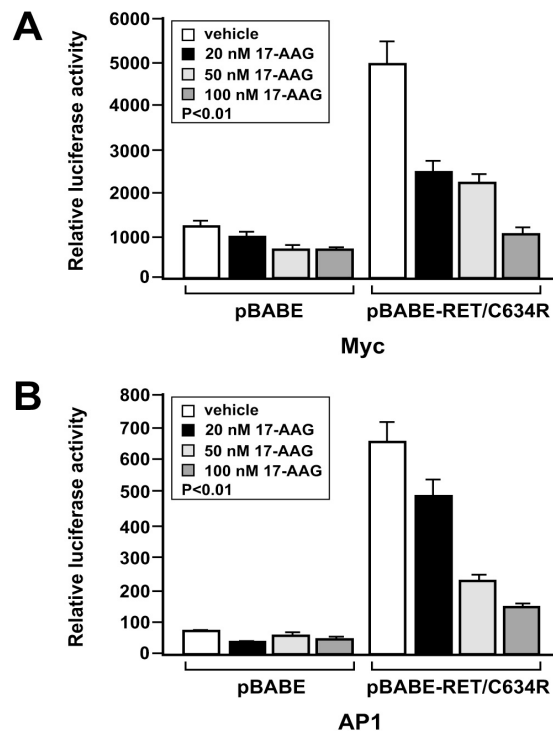 A
6000
5000
4000
3000
2000
1000
0
Relative luciferase activity
vehicle
20 nM 17-AAG
50 nM 17-AAG
100 nM 17-AAG
P<0.01
pBABE
pBABE-RET/C634R
Myc
B
800
700
600
500
400
300
200
100
0
Relative luciferase activity
vehicle
20 nM 17-AAG
50 nM 17-AAG
100 nM 17-AAG
P<0.01
pBABE
pBABE-RET/C634R
AP1